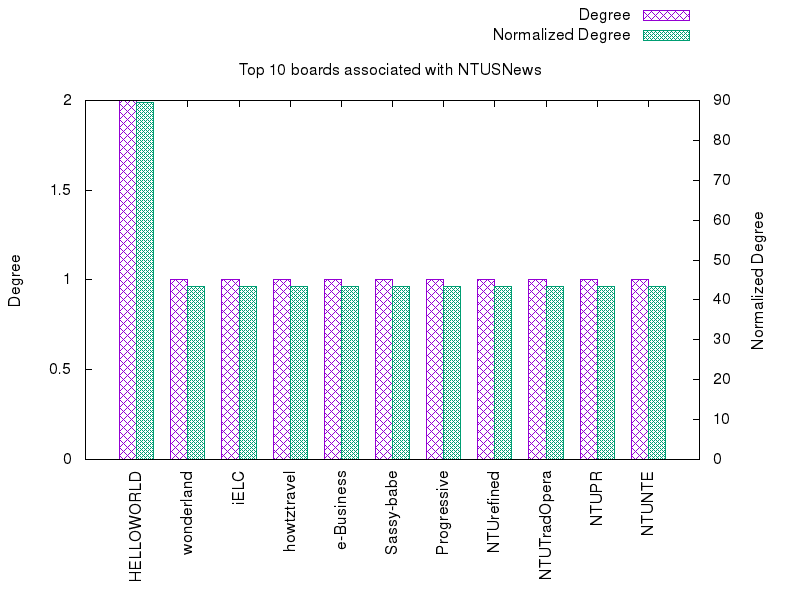 Degree
Normalized Degree
Top 10 boards associated with NTUSNews
2
1.5
1
0.5
0
90
80
70
60
50
40
30
20
10
0
Degree
Normalized Degree
HELLOWORLD
wonderland
iELC
howtztravel
e-Business
Sassy-babe
Progressive
NTUrefined
NTUTradOpera
NTUPR
NTUNTE